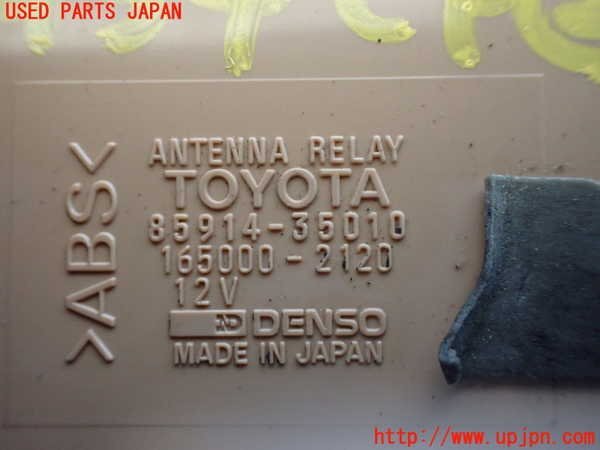 USED PARTS JAPAN
ANTENNA RELAY
TOYOTA
85914-35010
165000-2120
12V
ND DENSO
MADE IN JAPAN
>ABS<
http://www.upjpn.com